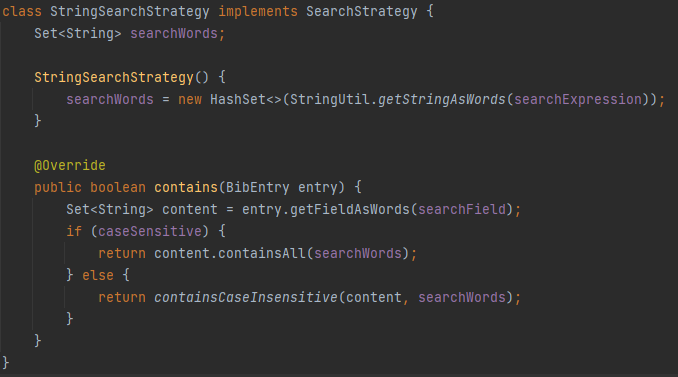 class StringSearchStrategy implements SearchStrategy {
    Set<String> searchWords;

    StringSearchStrategy() {
        searchWords = new HashSet<>(StringUtil.getStringAsWords(searchExpression));
    }

    @Override
    public boolean contains(BibEntry entry) {
        Set<String> content = entry.getFieldAsWords(searchField);
        if (caseSensitive) {
            return content.containsAll(searchWords);
        } else {
            return containsCaseInsensitive(content, searchWords);
        }
    }
}